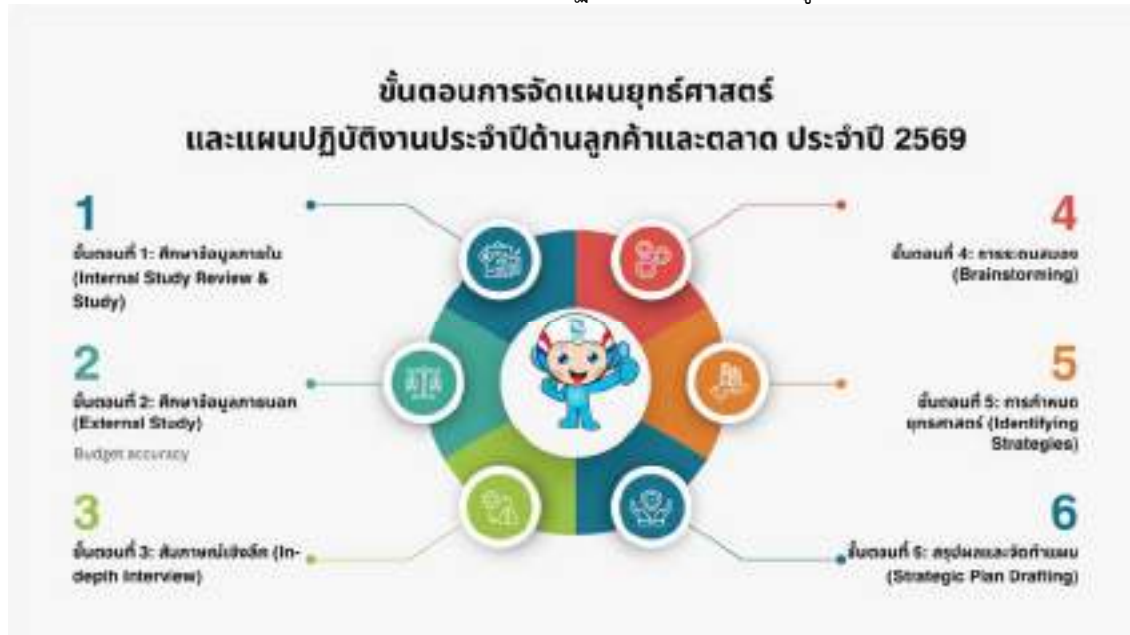 ขั้นตอนการจัดแผนยุทธ์ศาสตร์
และแผนปฏิบัติงานประจำปีด้านลูกค้าและตลาด ประจำปี 2569
1
ขั้นตอนที่ 1: ศึกษาข้อมูลภายใน
(Internal Study Review &
Study)
2
ขั้นตอนที่ 2: ศึกษาข้อมูลภายนอก
(External Study)
Budget accuracy
3
ขั้นตอนที่ 3: สัมภาษณ์เชิงลึก (In-
depth Interview)
4
ขั้นตอนที่ 4: การระดมสมอง
(Brainstorming)
5
ขั้นตอนที่ 5: การกำหนด
ยุทธศาสตร์ (Identifying
Strategies)
6
ขั้นตอนที่ 6: สรุปผลและจัดทำแผน
(Strategic Plan Drafting)